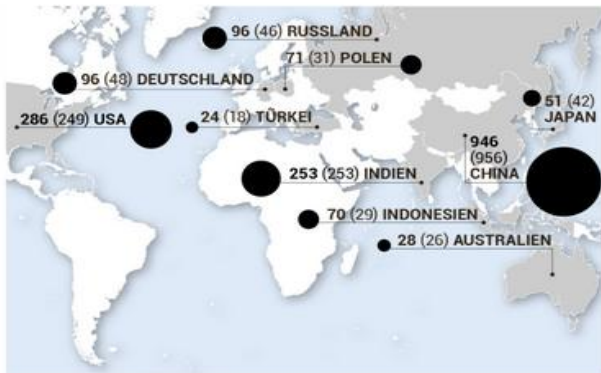 96 (46) RUSSLAND
71 (31) POLEN
96 (48) DEUTSCHLAND
51 (42)
JAPAN
286 (249) USA
24 (18) TÜRKEI
946
(956)
CHINA
253 (253) INDIEN
70 (29) INDONESIEN
28 (26) AUSTRALIEN